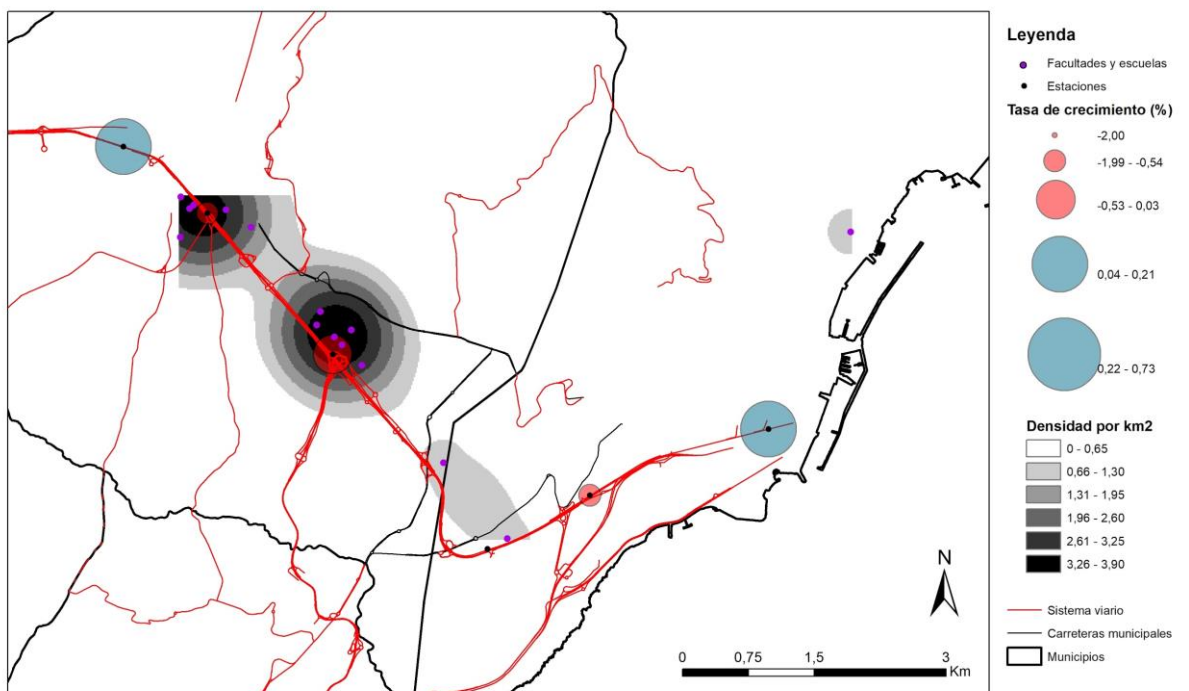 Leyenda
Facultades y escuelas
Estaciones
Tasa de crecimiento (%)
-2,00
-1,99 - -0,54
-0,53 - 0,03
0,04 - 0,21
0,22 - 0,73
Densidad por km2
0 - 0,65
0,66 - 1,30
1,31 - 1,95
1,96 - 2,60
2,61 - 3,25
3,26 - 3,90
Sistema viario
Carreteras municipales
Municipios
N
0 0,75 1,5 3
Km